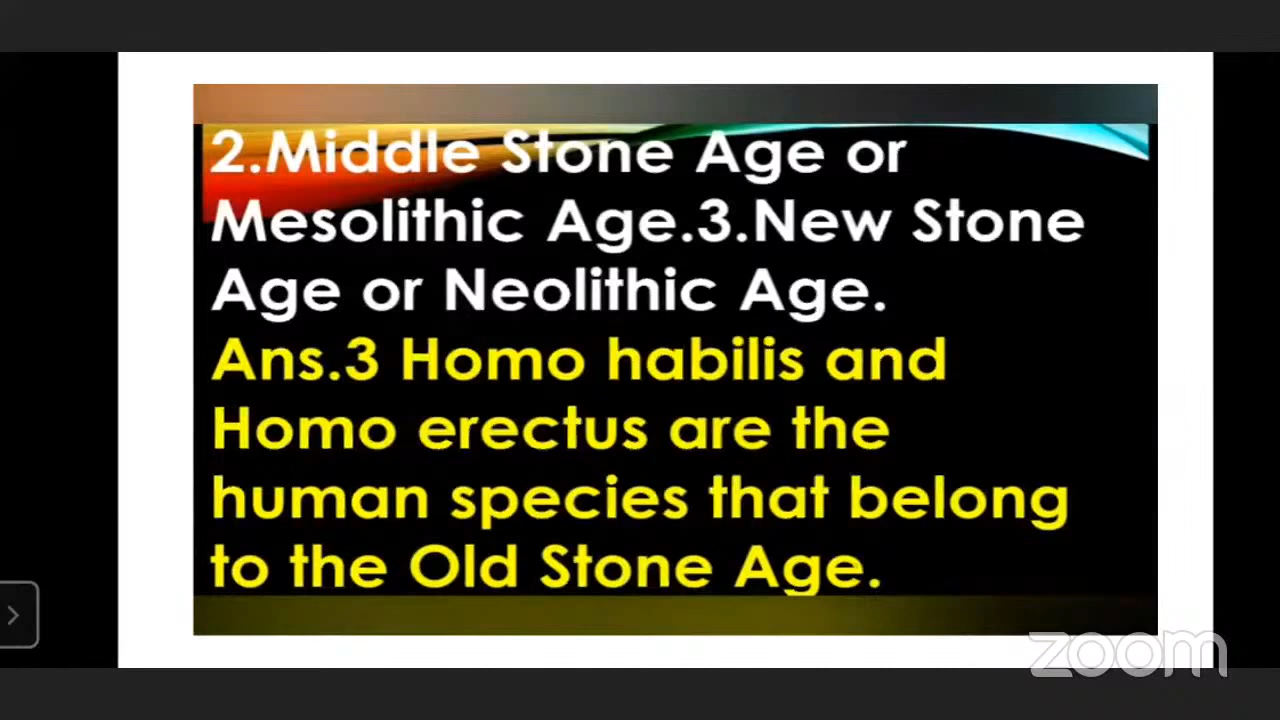 2.Middle Stone Age or
Mesolithic Age.3.New Stone
Age or Neolithic Age.
Ans.3 Homo habilis and
Homo erectus are the
human species that belong
to the Old Stone Age.
zoom